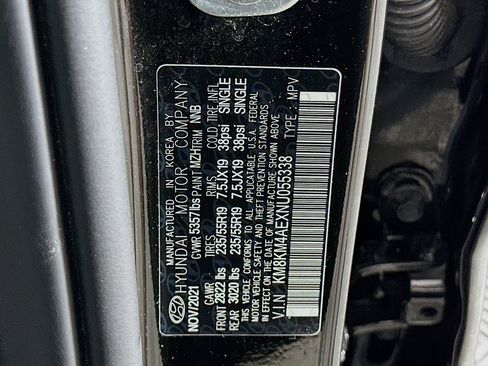 MADE IN KOREA BY
HYUNDAI MOTOR COMPANY
NOV/2021 GVWR 5357lbs PAINT MZH TRIM NNB
GAWR TIRES RIMS COLD TIRE INFL
FRONT 2822 lbs 235/55R19 7.5JX19 38psi SINGLE
REAR 3020 lbs 235/55R19 7.5JX19 38psi SINGLE
THIS VEHICLE CONFORMS TO ALL APPLICABLE U.S.A. FEDERAL
MOTOR VEHICLE SAFETY AND THEFT PREVENTION STANDARDS
IN EFFECT ON THE DATE OF MANUFACTURE SHOWN ABOVE
V.I.N : KM8KM4AEXNU055338 TYPE : MPV